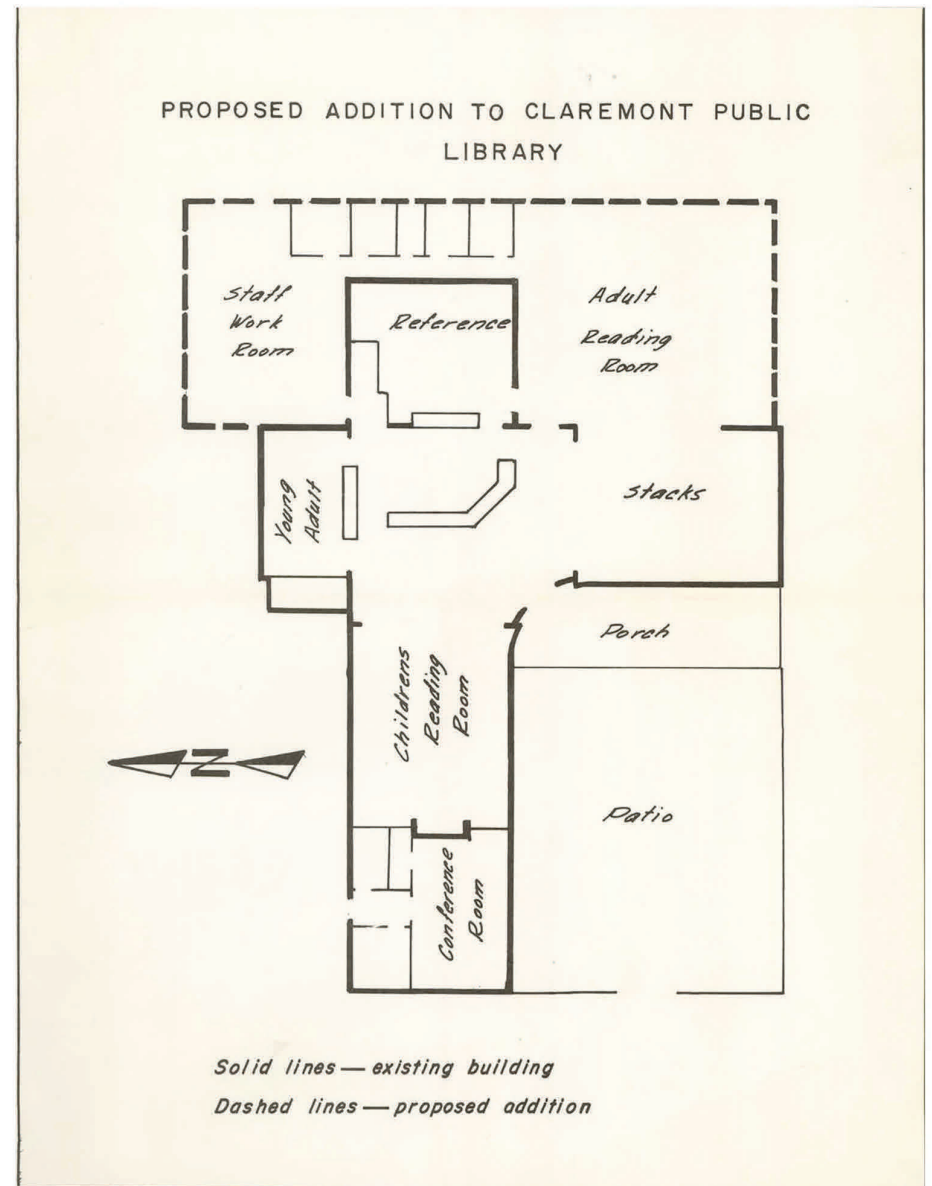 PROPOSED ADDITION TO CLAREMONT PUBLIC
LIBRARY
Staff
Work
Room
Reference
Adult
Reading
Room
Young
Adult
Stacks
Porch
Childrens
Reading
Room
N
Patio
Conference
Room
Solid lines — existing building
Dashed lines — proposed addition